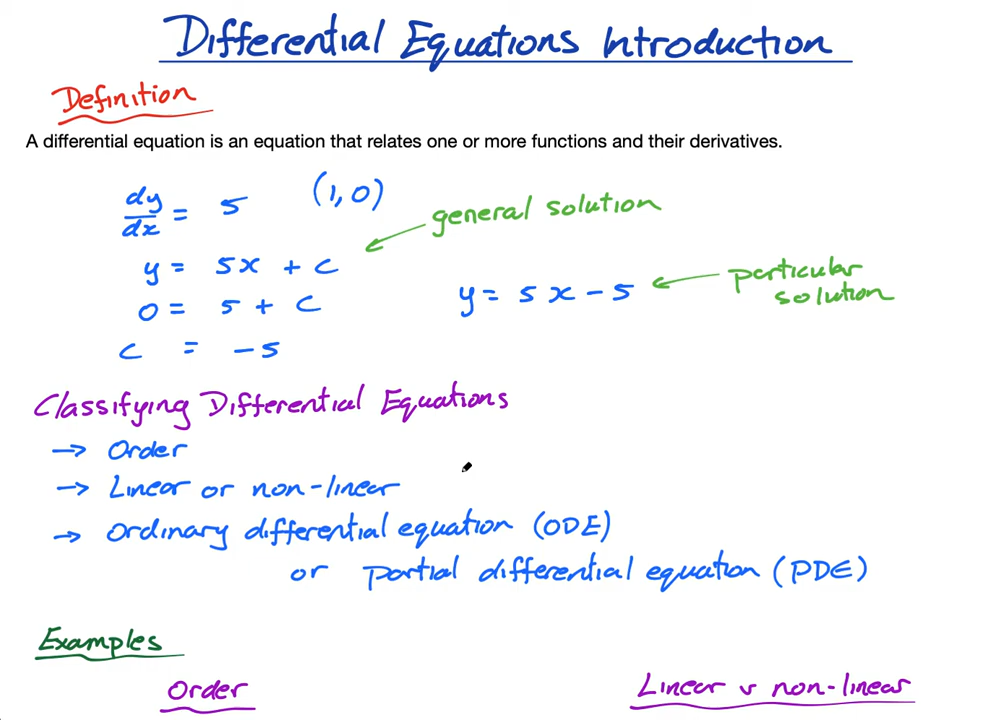 Differential Equations Introduction
Definition
A differential equation is an equation that relates one or more functions and their derivatives.
dy/dx = 5 (1, 0)
general solution
y = 5x + c
0 = 5 + c
y = 5x - 5
particular
solution
c = -5
Classifying Differential Equations
→ Order
→ Linear or non-linear
→ Ordinary differential equation (ODE)
or partial differential equation (PDE)
Examples
Order
Linear v non-linear